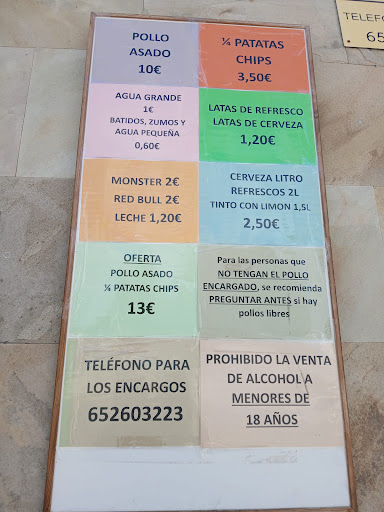 POLLO
ASADO
10€
¼ PATATAS
CHIPS
3,50€
AGUA GRANDE
1€
BATIDOS, ZUMOS Y
AGUA PEQUEÑA
0,60€
LATAS DE REFRESCO
LATAS DE CERVEZA
1,20€
MONSTER 2€
RED BULL 2€
LECHE 1,20€
CERVEZA LITRO
REFRESCOS 2L
TINTO CON LIMON 1,5L
2,50€
OFERTA
POLLO ASADO
¼ PATATAS CHIPS
13€
Para las personas que
NO TENGAN EL POLLO
ENCARGADO, se recomienda
PREGUNTAR ANTES si hay
pollos libres
TELÉFONO PARA
LOS ENCARGOS
652603223
PROHIBIDO LA VENTA
DE ALCOHOL A
MENORES DE
18 AÑOS
TELEF
65